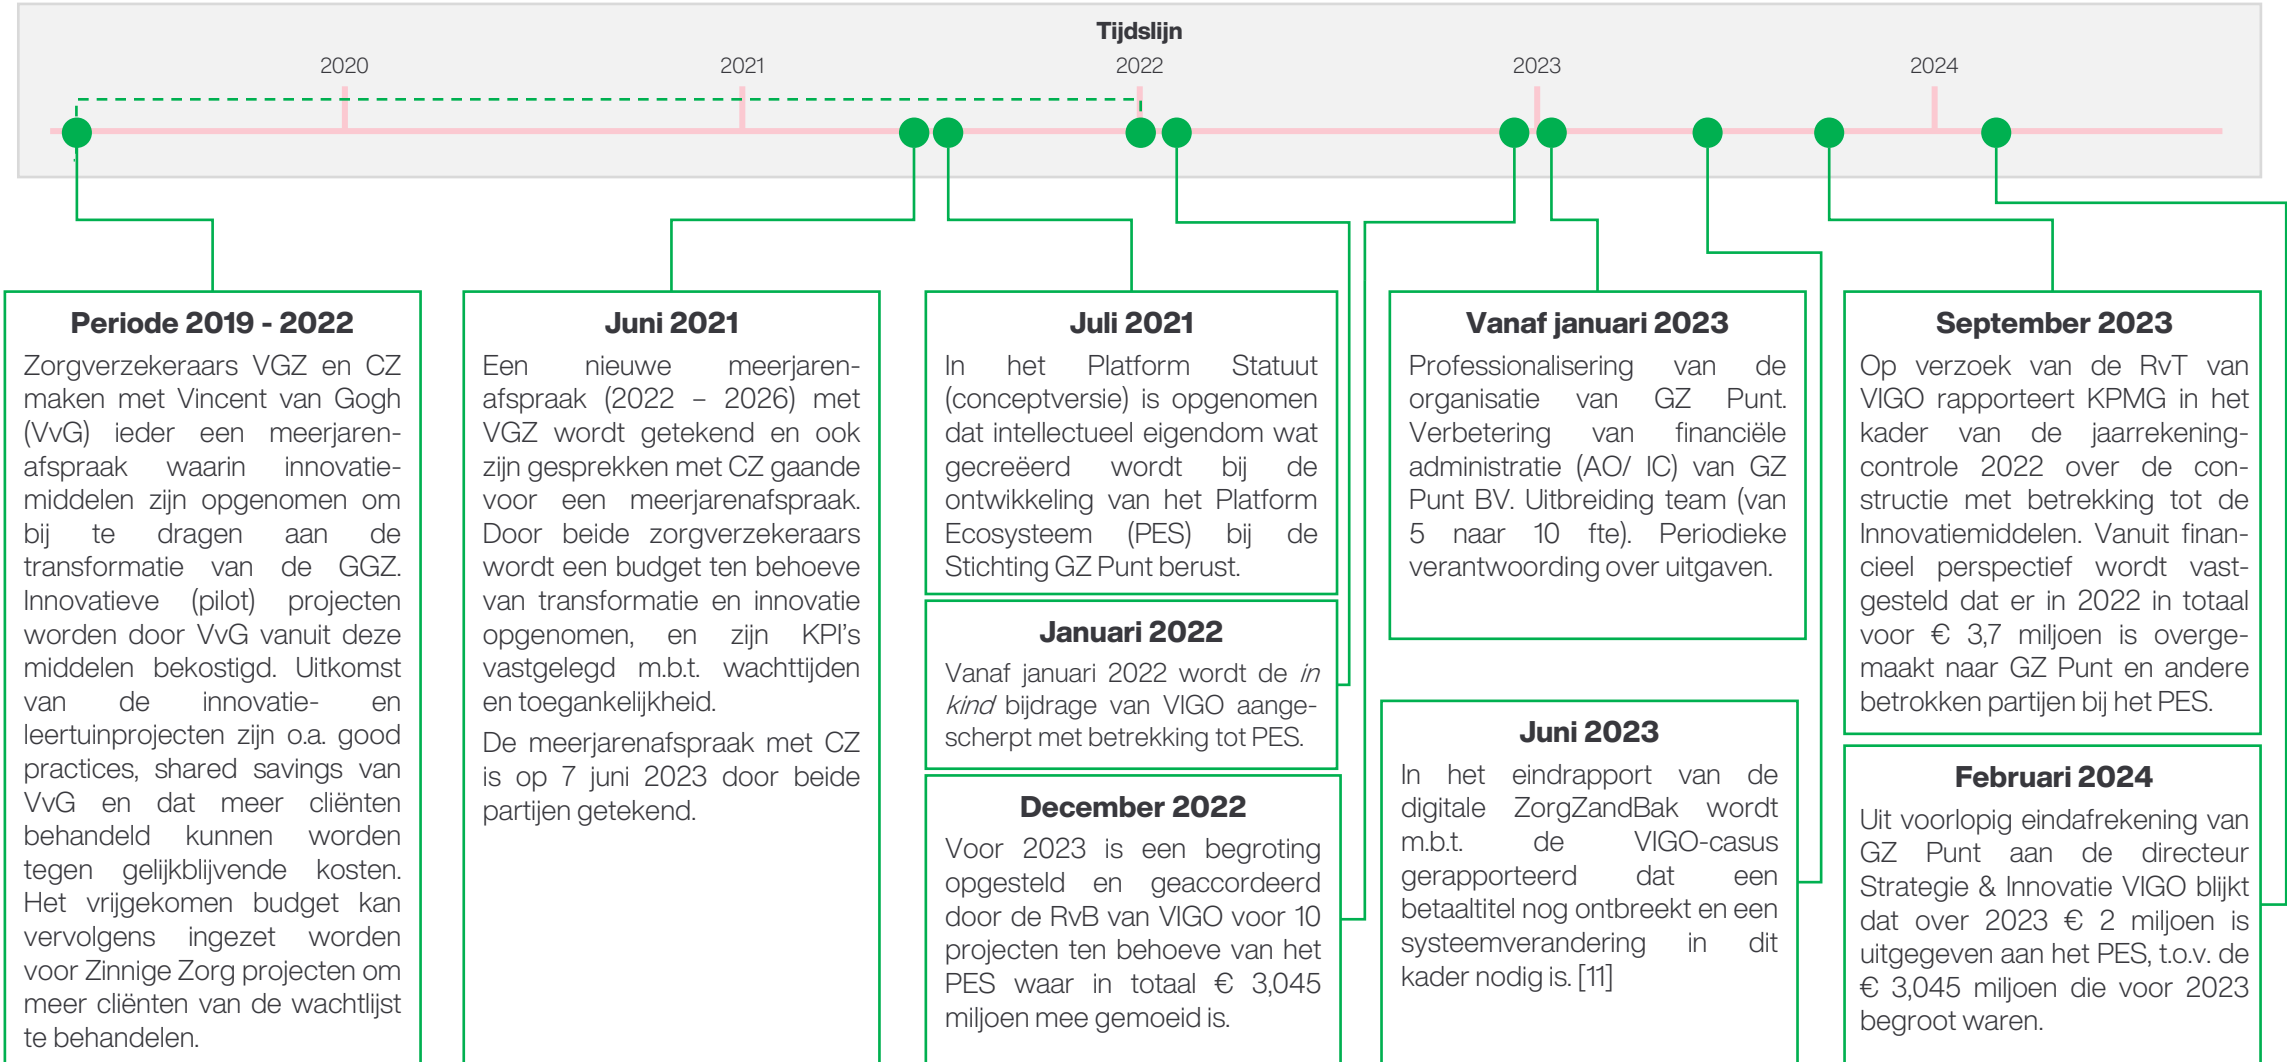 Tijdslijn
2020
2021
2022
2023
2024
Periode 2019 - 2022
Zorgverzekeraars VGZ en CZ
maken met Vincent van Gogh
(VvG) ieder een meerjaren-
afspraak waarin innovatie-
middelen zijn opgenomen om
bij te dragen aan de
transformatie van de GGZ.
Innovatieve (pilot) projecten
worden door VvG vanuit deze
middelen bekostigd. Uitkomst
van de innovatie- en
leertuinprojecten zijn o.a. good
practices, shared savings van
VvG en dat meer cliënten
behandeld kunnen worden
tegen gelijkblijvende kosten.
Het vrijgekomen budget kan
vervolgens ingezet worden
voor Zinnige Zorg projecten om
meer cliënten van de wachtlijst
te behandelen.
Juni 2021
Een nieuwe meerjaren-
afspraak (2022 – 2026) met
VGZ wordt getekend en ook
zijn gesprekken met CZ gaande
voor een meerjarenafspraak.
Door beide zorgverzekeraars
wordt een budget ten behoeve
van transformatie en innovatie
opgenomen, en zijn KPI's
vastgelegd m.b.t. wachttijden
en toegankelijkheid.
De meerjarenafspraak met CZ
is op 7 juni 2023 door beide
partijen getekend.
Juli 2021
In het Platform Statuut
(conceptversie) is opgenomen
dat intellectueel eigendom wat
gecreëerd wordt bij de
ontwikkeling van het Platform
Ecosysteem (PES) bij de
Stichting GZ Punt berust.
Januari 2022
Vanaf januari 2022 wordt de in
kind bijdrage van VIGO aange-
scherpt met betrekking tot PES.
December 2022
Voor 2023 is een begroting
opgesteld en geaccordeerd
door de RvB van VIGO voor 10
projecten ten behoeve van het
PES waar in totaal € 3,045
miljoen mee gemoeid is.
Vanaf januari 2023
Professionalisering van de
organisatie van GZ Punt.
Verbetering van financiële
administratie (AO/ IC) van GZ
Punt BV. Uitbreiding team (van
5 naar 10 fte). Periodieke
verantwoording over uitgaven.
Juni 2023
In het eindrapport van de
digitale ZorgZandBak wordt
m.b.t. de VIGO-casus
gerapporteerd dat een
betaaltitel nog ontbreekt en een
systeemverandering in dit
kader nodig is. [11]
September 2023
Op verzoek van de RvT van
VIGO rapporteert KPMG in het
kader van de jaarrekening-
controle 2022 over de con-
structie met betrekking tot de
Innovatiemiddelen. Vanuit finan-
cieel perspectief wordt vast-
gesteld dat er in 2022 in totaal
voor € 3,7 miljoen is overge-
maakt naar GZ Punt en andere
betrokken partijen bij het PES.
Februari 2024
Uit voorlopig eindafrekening van
GZ Punt aan de directeur
Strategie & Innovatie VIGO blijkt
dat over 2023 € 2 miljoen is
uitgegeven aan het PES, t.o.v. de
€ 3,045 miljoen die voor 2023
begroot waren.